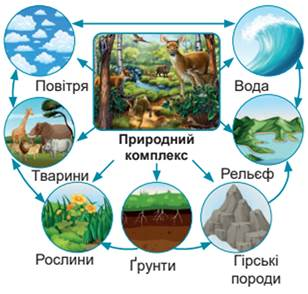 Повітря
Вода
Природний
комплекс
Тварини
Рельєф
Рослини
Ґрунти
Гірські
породи